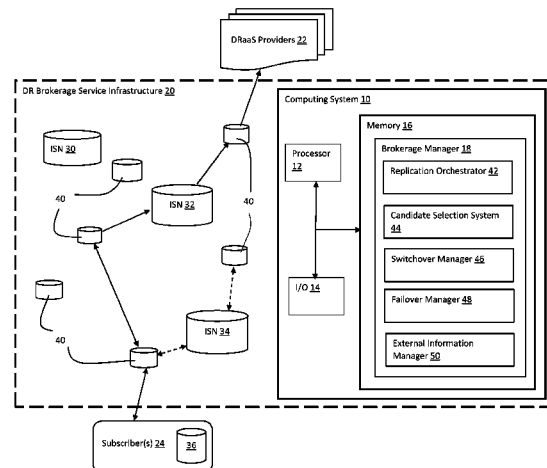 DRaaS Providers 22
DR Brokerage Service Infrastructure 20
Computing System 10
Memory 16
ISN 30
Processor
12
Brokerage Manager 18
Replication Orchestrator 42
40
ISN 32
40
Candidate Selection System
44
Switchover Manager
46
I/O 14
Failover Manager
48
40
ISN 34
External Information
Manager 50
Subscriber(s) 24
36